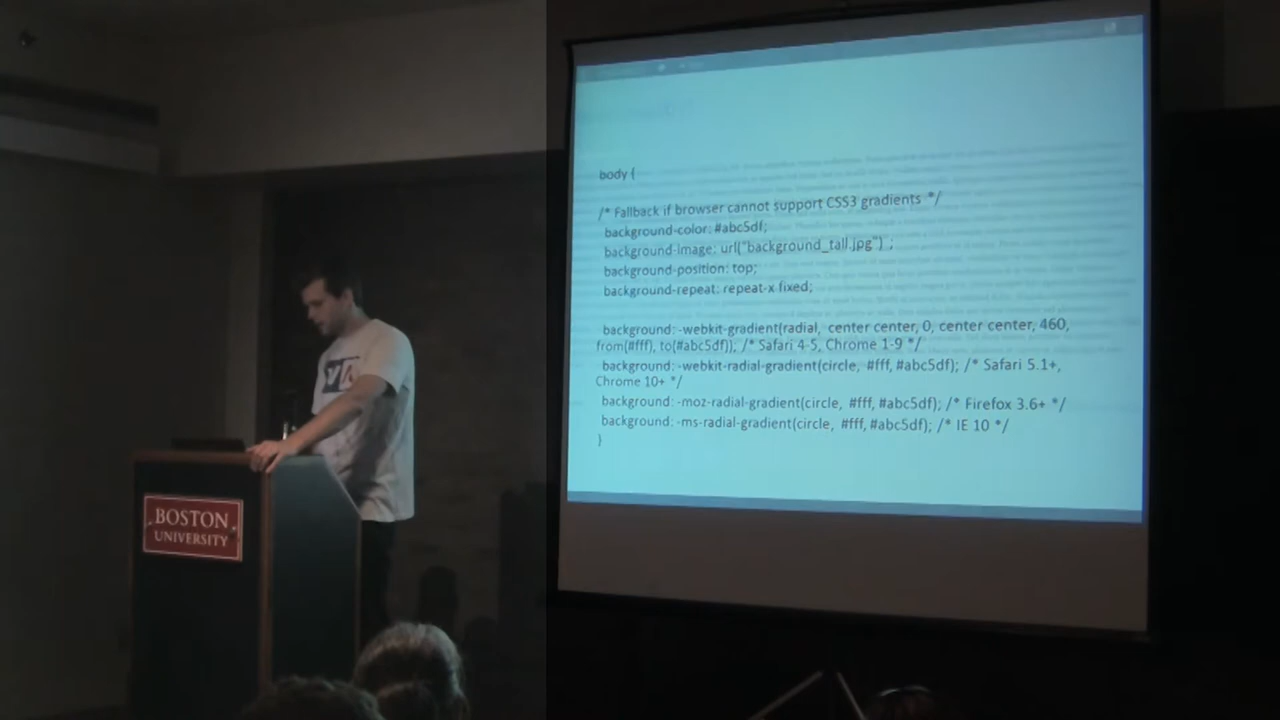 body {
/* Fallback if browser cannot support CSS3 gradients */
background-color: #abc5df;
background-image: url("background_tall.jpg") ;
background-position: top;
background-repeat: repeat-x fixed;
background: -webkit-gradient(radial, center center, 0, center center, 460,
from(#fff), to(#abc5df)); /* Safari 4-5, Chrome 1-9 */
background: -webkit-radial-gradient(circle, #fff, #abc5df); /* Safari 5.1+,
Chrome 10+ */
background: -moz-radial-gradient(circle, #fff, #abc5df); /* Firefox 3.6+ */
background: -ms-radial-gradient(circle, #fff, #abc5df); /* IE 10 */
}
BOSTON
UNIVERSITY